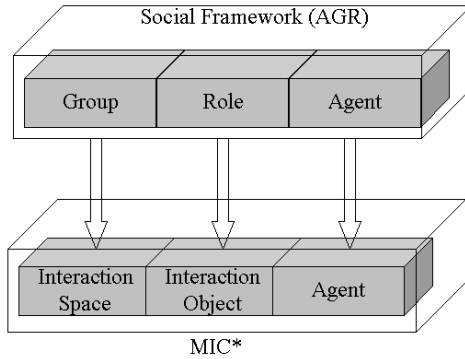 Social Framework (AGR)
Group Role Agent
Interaction Interaction Agent
Space Object
MIC*